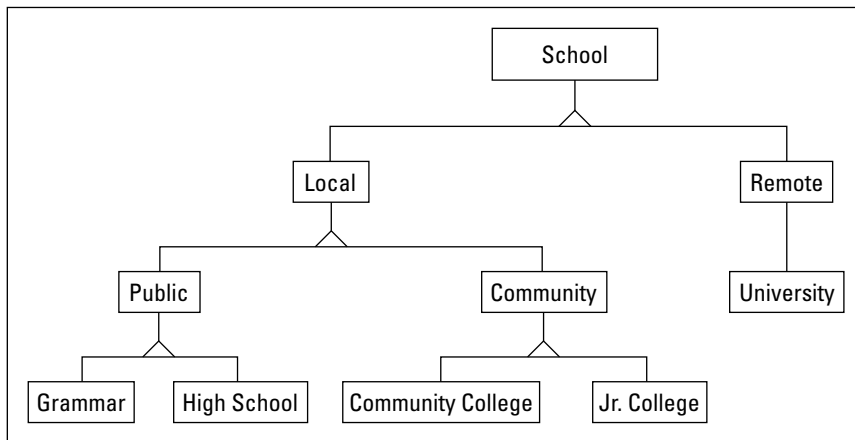 School
Local
Remote
Public
Community
University
Grammar
High School
Community College
Jr. College